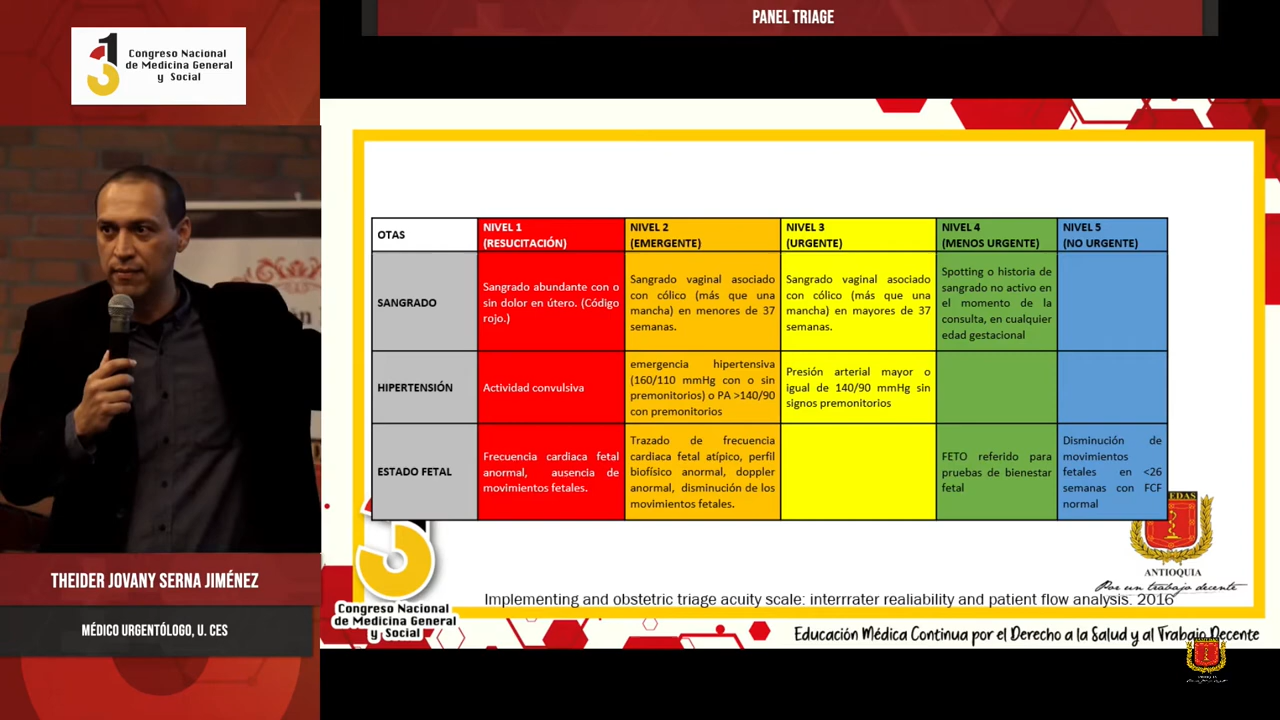 PANEL TRIAGE
Congreso Nacional
de Medicina General
y Social
OTAS
NIVEL 1
(RESUCITACIÓN)
NIVEL 2
(EMERGENTE)
NIVEL 3
(URGENTE)
NIVEL 4
(MENOS URGENTE)
NIVEL 5
(NO URGENTE)
SANGRADO
Sangrado abundante con o
sin dolor en útero. (Código
rojo.)
Sangrado vaginal asociado
con cólico (más que una
mancha) en menores de 37
semanas.
Sangrado vaginal asociado
con cólico (más que una
mancha) en mayores de 37
semanas.
Spotting o historia de
sangrado no activo en
el momento de la
consulta, en cualquier
edad gestacional
HIPERTENSIÓN
Actividad convulsiva
emergencia hipertensiva
(160/110 mmHg con o sin
premonitorios) o PA >140/90
con premonitorios
Presión arterial mayor o
igual de 140/90 mmHg sin
signos premonitorios
ESTADO FETAL
Frecuencia cardiaca fetal
anormal, ausencia de
movimientos fetales.
Trazado de frecuencia
cardiaca fetal atípico, perfil
biofísico anormal, doppler
anormal, disminución de los
movimientos fetales.
FETO referido para
pruebas de bienestar
fetal
Disminución de
movimientos
fetales en <26
semanas con FCF
normal
ANTIOQUIA
Por un trabajo decente
Implementing and obstetric triage acuity scale: interrrater realiability and patient flow analysis. 2016
Congreso Nacional
de Medicina General
y Social
Educación Médica Continua por el Derecho a la Salud y al Trabajo Decente
THEIDER JOVANY SERNA JIMÉNEZ
MÉDICO URGENTÓLOGO, U. CES